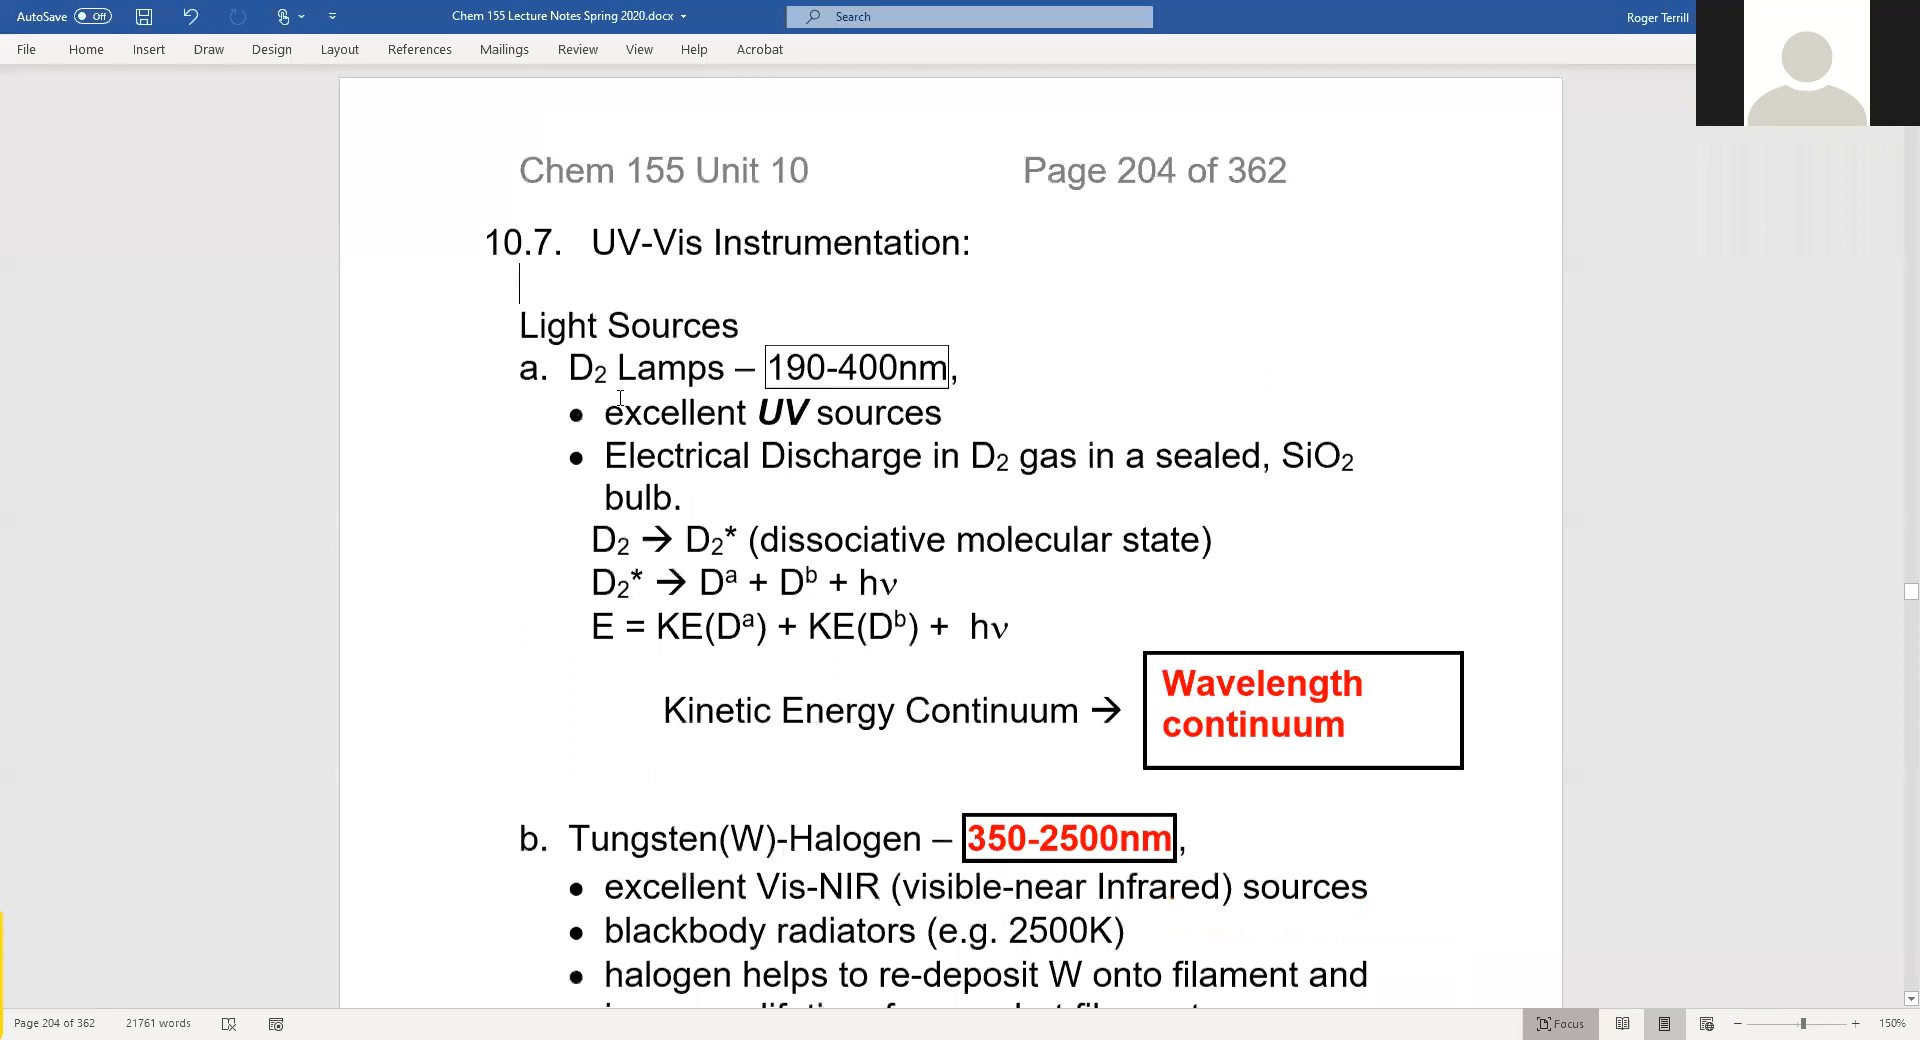 AutoSave Off Chem 155 Lecture Notes Spring 2020.docx Search Roger Terrill
File Home Insert Draw Design Layout References Mailings Review View Help Acrobat
Chem 155 Unit 10 Page 204 of 362
10.7. UV-Vis Instrumentation:
Light Sources
a. D₂ Lamps – 190-400nm,
• excellent UV sources
• Electrical Discharge in D₂ gas in a sealed, SiO₂
bulb.
D₂ → D₂* (dissociative molecular state)
D₂* → Dᵃ + Dᵇ + hν
E = KE(Dᵃ) + KE(Dᵇ) + hν
Kinetic Energy Continuum →
Wavelength
continuum
b. Tungsten(W)-Halogen – 350-2500nm,
• excellent Vis-NIR (visible-near Infrared) sources
• blackbody radiators (e.g. 2500K)
• halogen helps to re-deposit W onto filament and
Page 204 of 362 21761 words Focus 150%